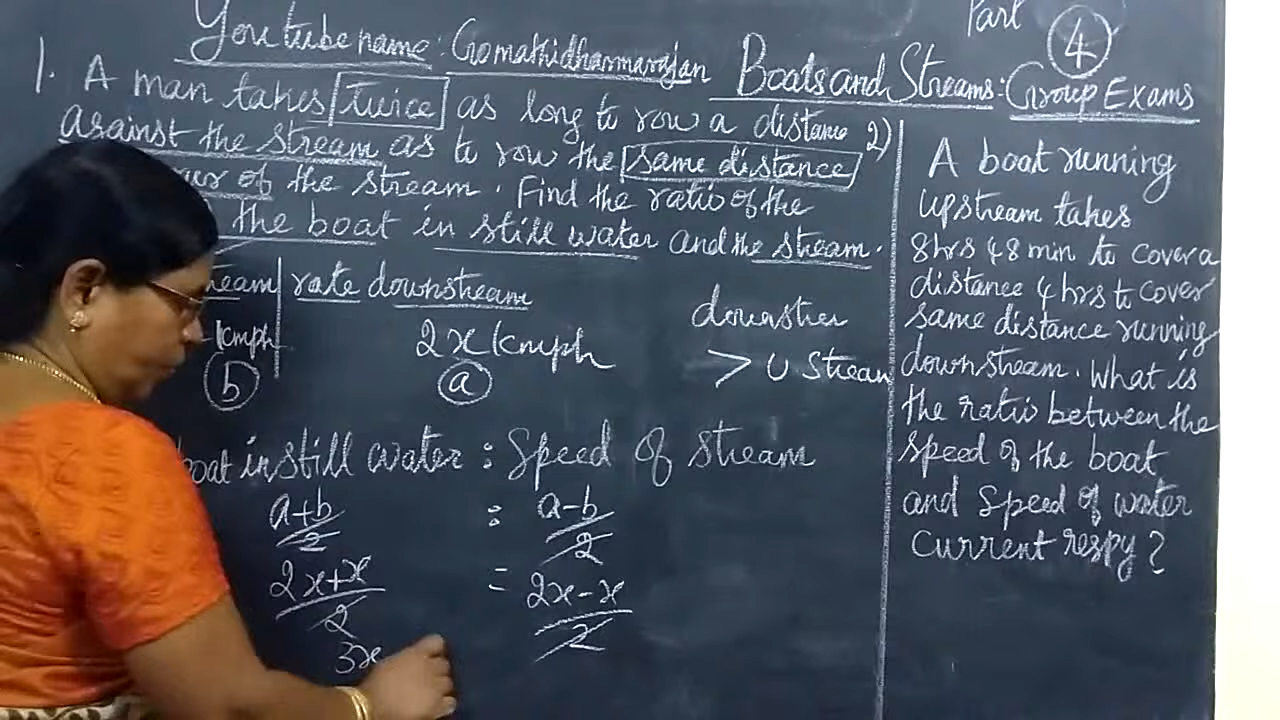 Youtube name: Gomathidharmarajan Boats and Streams: Group Exams
Part 4
1. A man takes twice as long to row a distance
against the stream as to row the same distance
of the stream. Find the ratio of the
the boat in still water and the stream.
rate downstream
kmph 2x kmph
b a
downstre
> U Stream
boat in still water : Speed of stream
a+b/2 : a-b/2
2x+x/2 = 2x-x/2
3x
2) A boat running
upstream takes
8hrs 48 min to cover a
distance 4 hrs to cover
same distance running
downstream. What is
the ratio between the
speed of the boat
and speed of water
current respy?